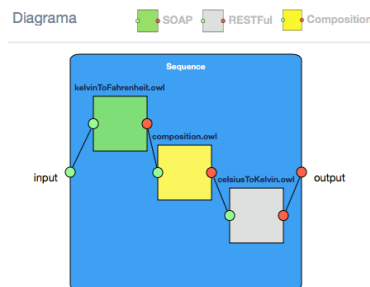 Diagrama
SOAP
RESTFul
Composition
Sequence
kelvinToFahrenheit.owl
composition.owl
celsiusToKelvin.owl
input
output